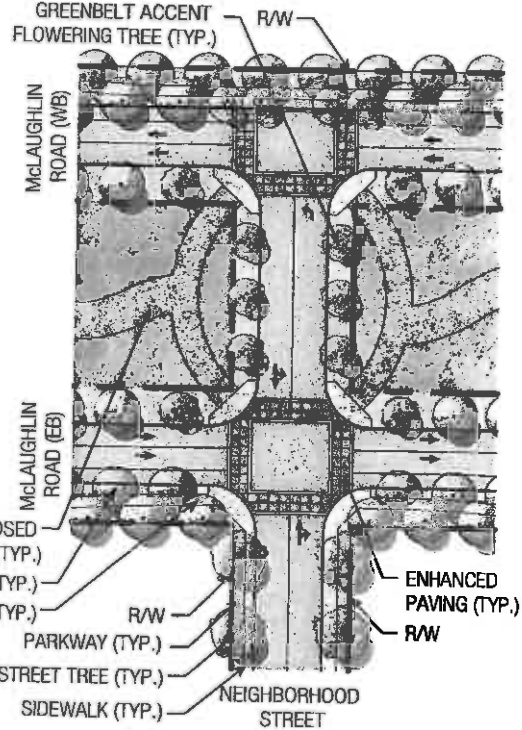 GREENBELT ACCENT
FLOWERING TREE (TYP.)
R/W
McLAUGHLIN
ROAD (WB)
McLAUGHLIN
ROAD (EB)
OSED
(TYP.)
(TYP.)
(TYP.)
R/W
PARKWAY (TYP.)
STREET TREE (TYP.)
SIDEWALK (TYP.)
NEIGHBORHOOD
STREET
ENHANCED
PAVING (TYP.)
R/W